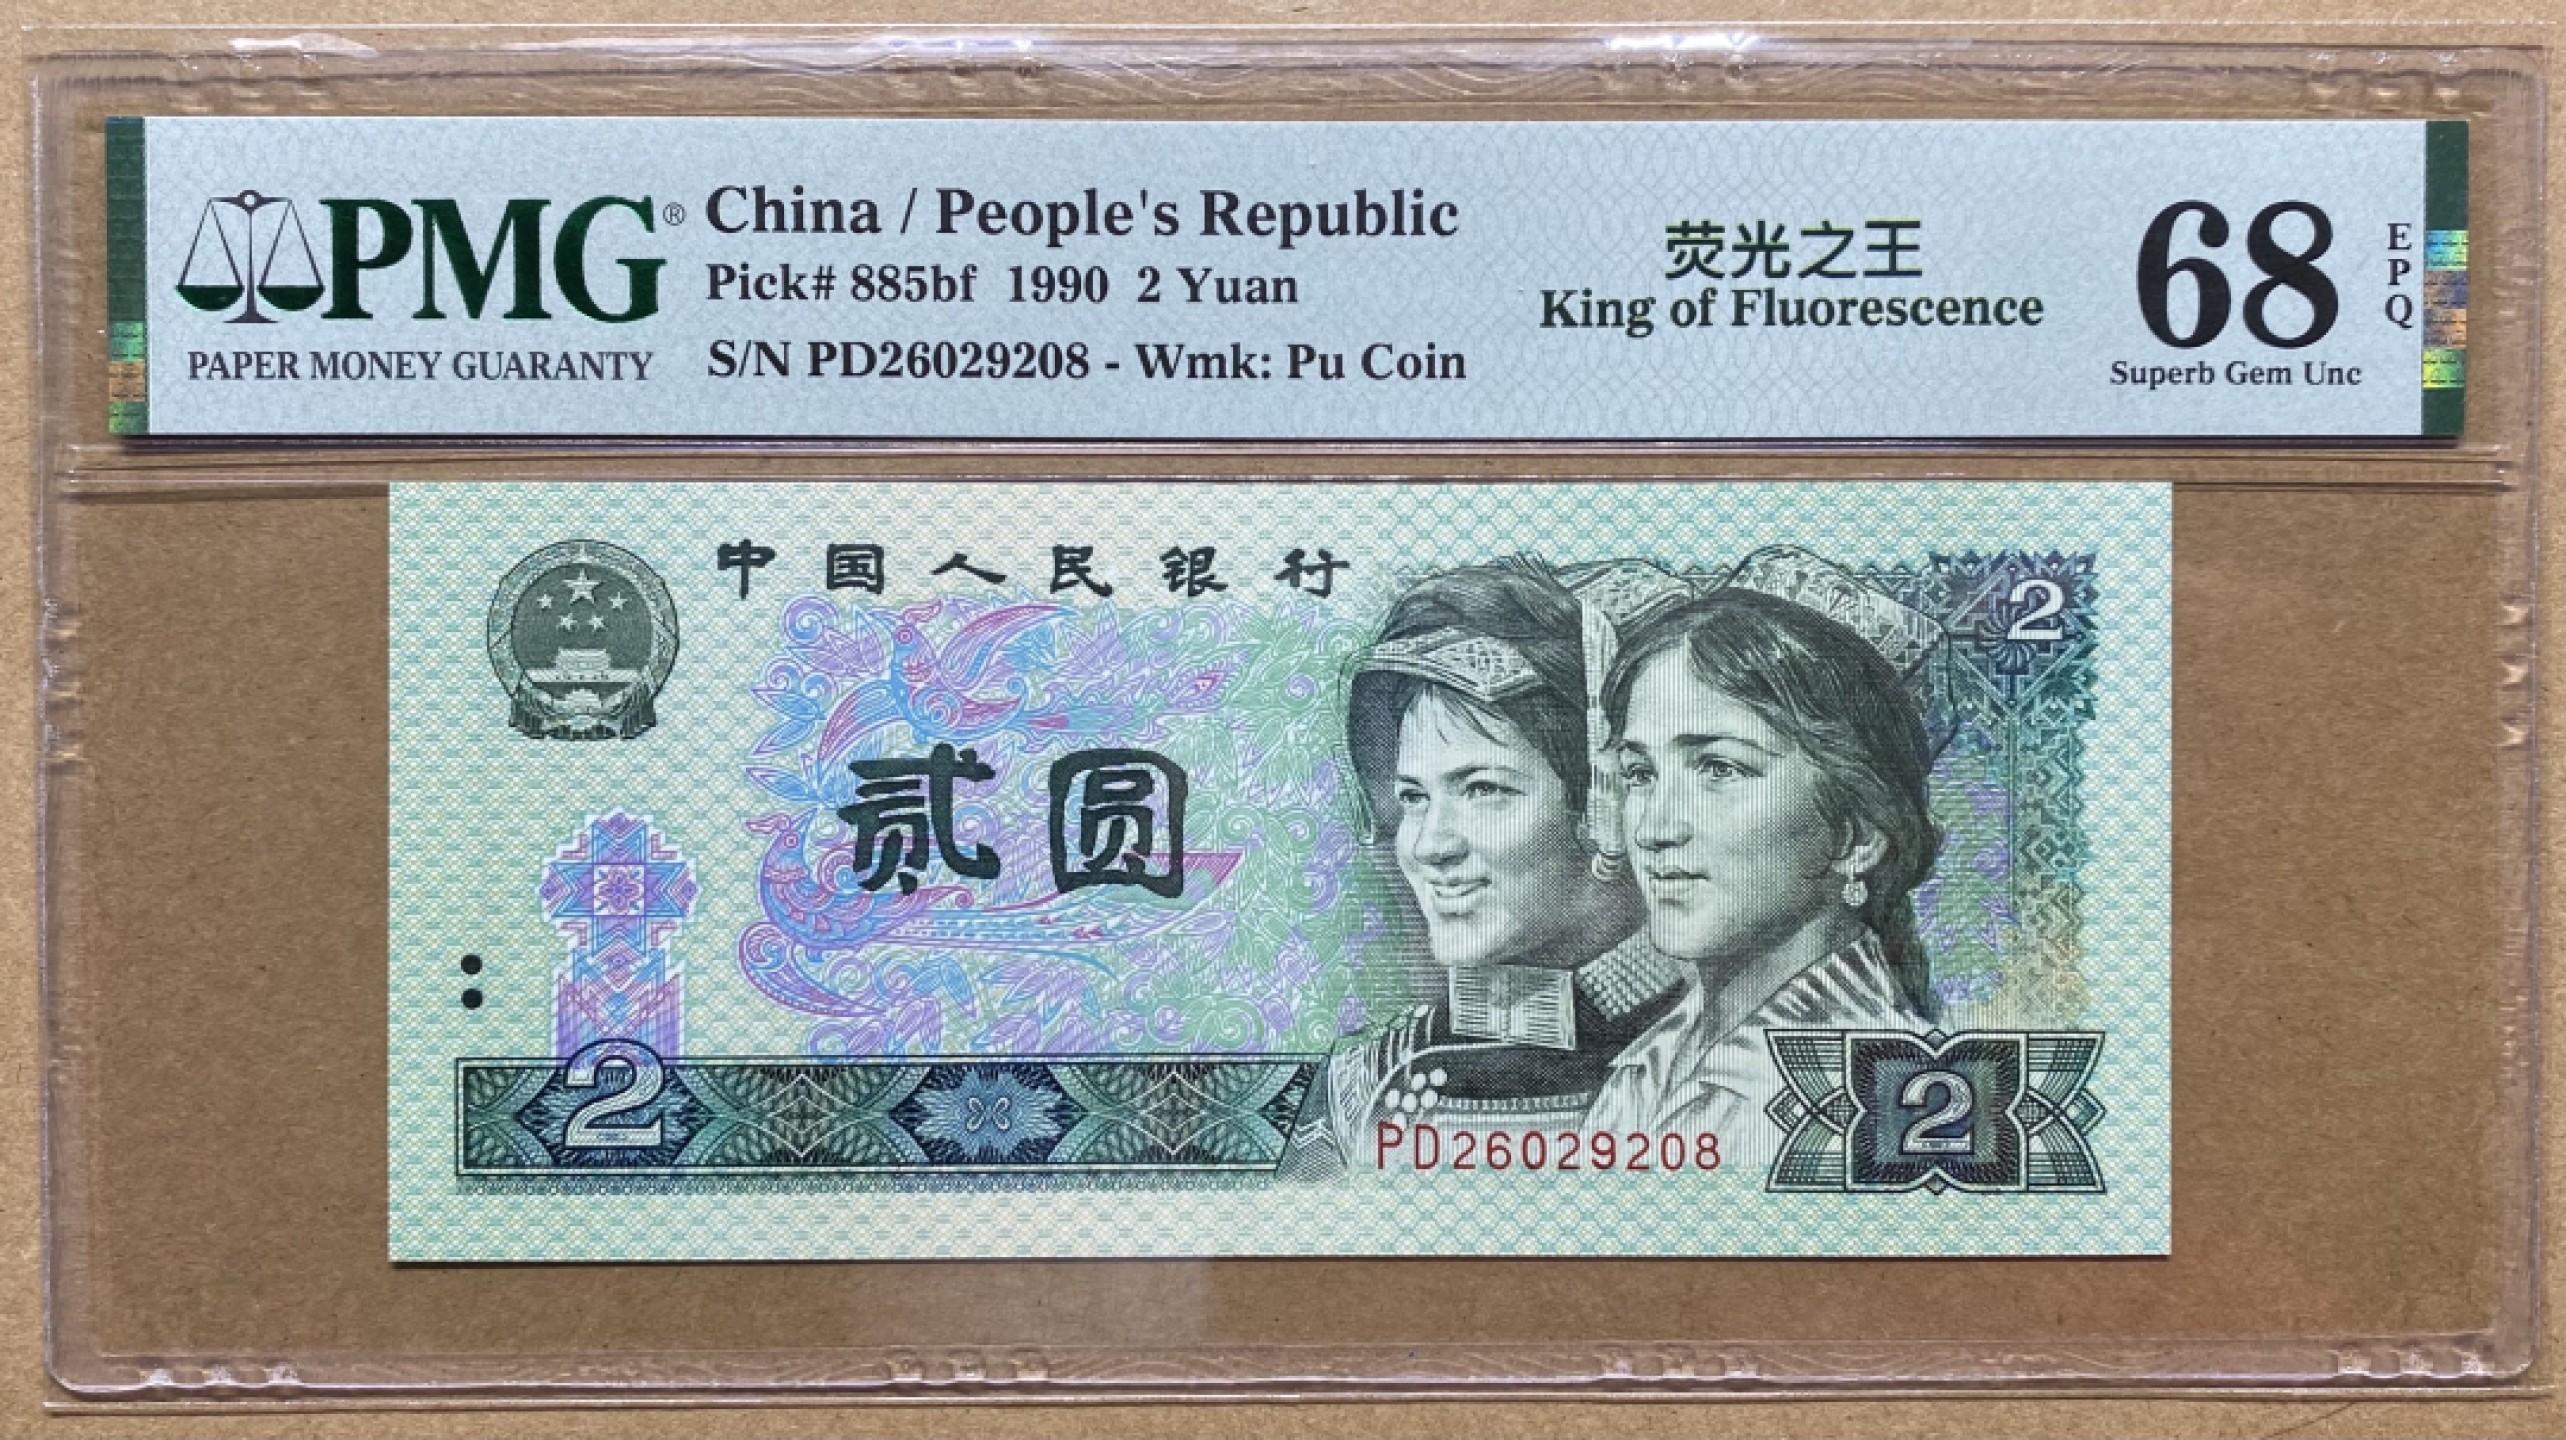 PMG®
PAPER MONEY GUARANTY
China / People's Republic
Pick# 885bf 1990 2 Yuan
S/N PD26029208 - Wmk: Pu Coin
荧光之王
King of Fluorescence
68
EPQ
Superb Gem Unc
中国人民银行
2
贰圆
2
PD26029208
2